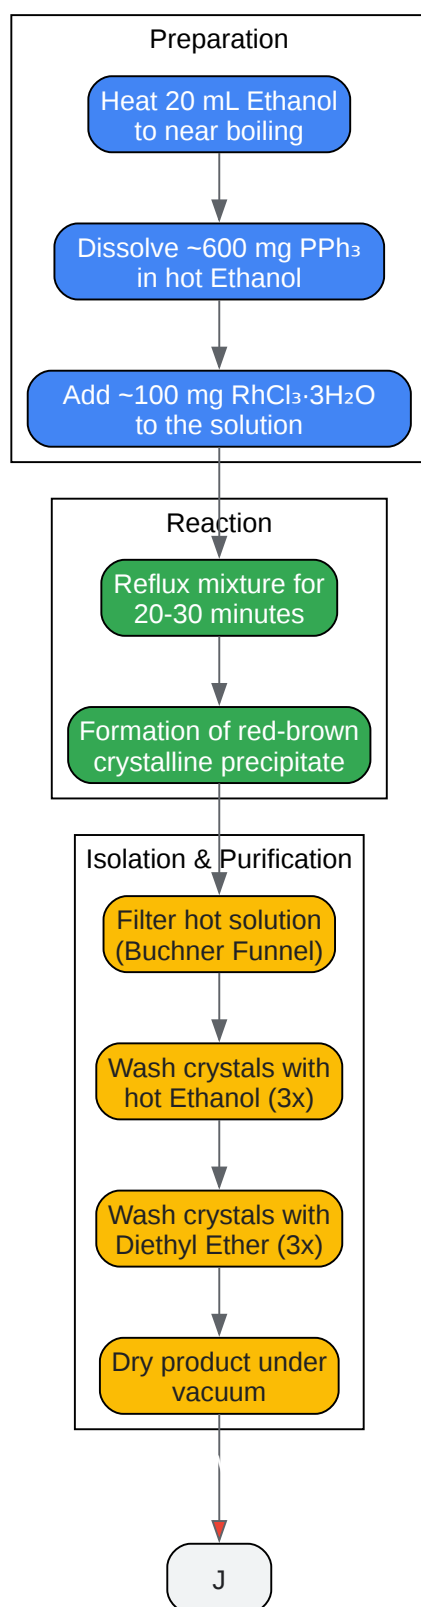 Preparation
Heat 20 mL Ethanol
to near boiling
Dissolve ~600 mg PPh₃
in hot Ethanol
Add ~100 mg RhCl₃·3H₂O
to the solution
Reaction
Reflux mixture for
20-30 minutes
Formation of red-brown
crystalline precipitate
Isolation & Purification
Filter hot solution
(Buchner Funnel)
Wash crystals with
hot Ethanol (3x)
Wash crystals with
Diethyl Ether (3x)
Dry product under
vacuum
J